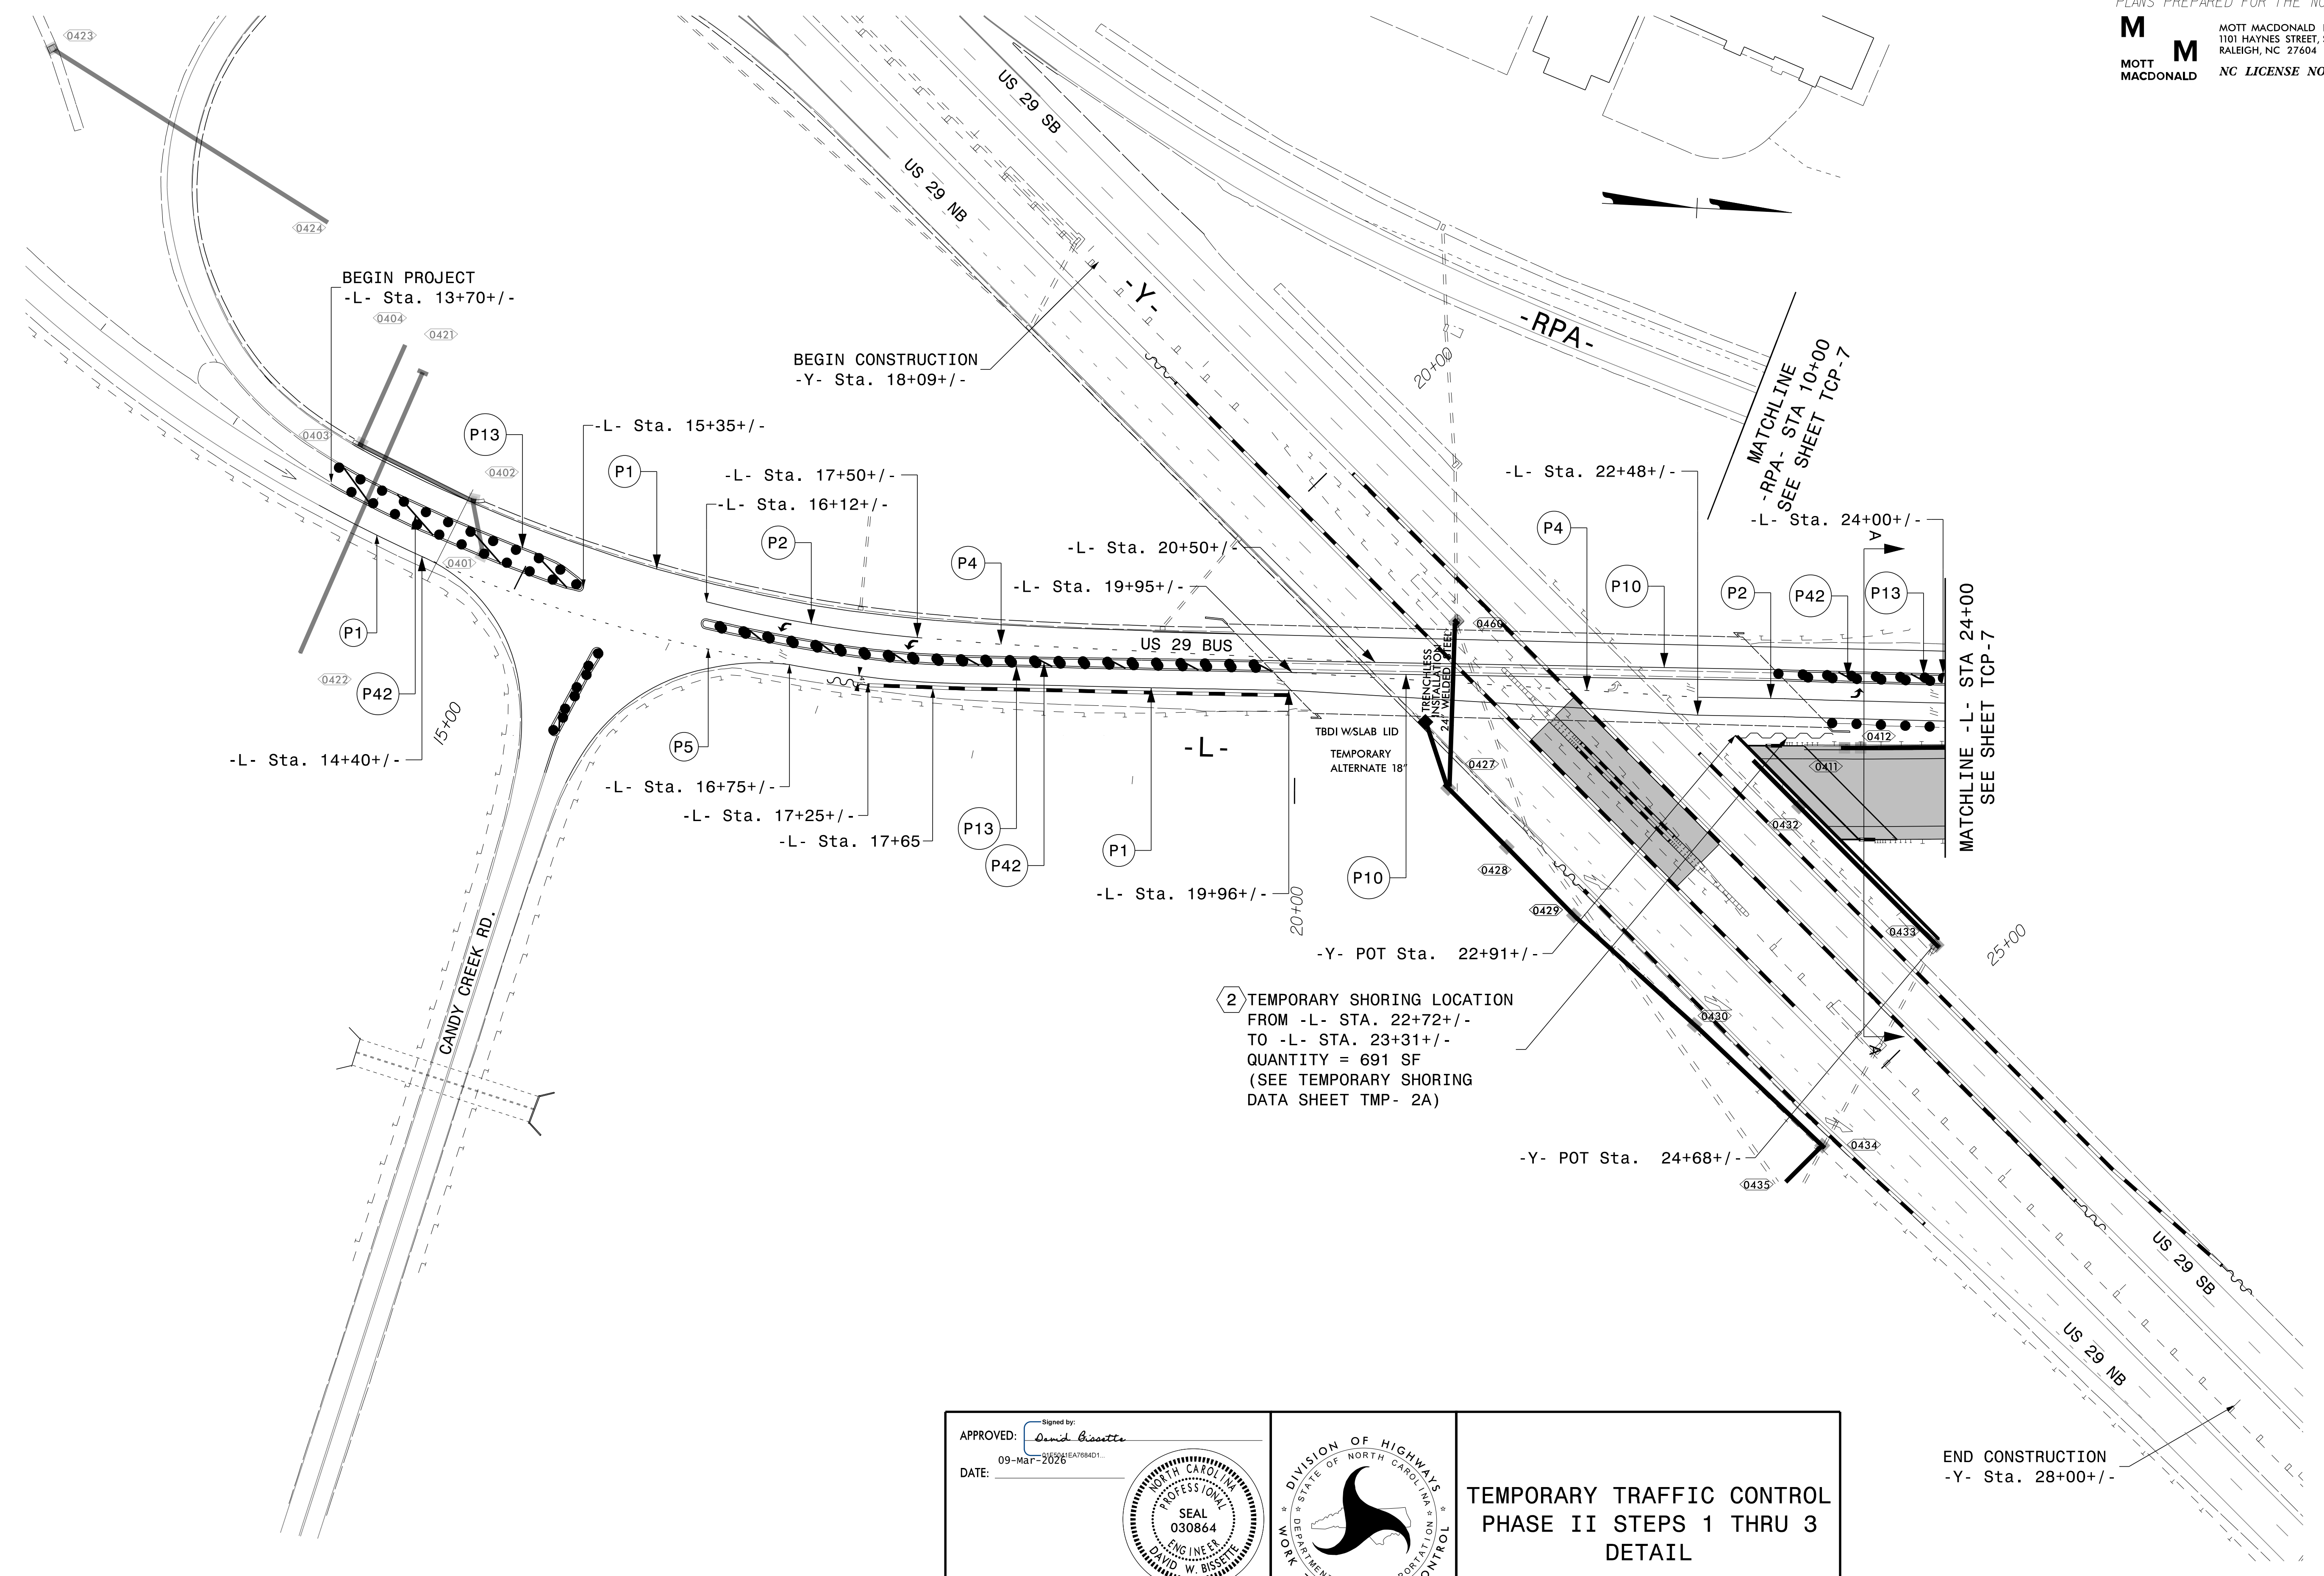 PLANS PREPARED FOR THE
M
M
MOTT
MACDONALD
MOTT MACDONALD
1101 HAYNES STREET,
RALEIGH, NC 27604
NC LICENSE NO
0423
0424
US 29 SB
US 29 NB
-Y-
-RPA-
20+00
BEGIN PROJECT
-L- Sta. 13+70+/-
0404
0421
BEGIN CONSTRUCTION
-Y- Sta. 18+09+/-
MATCHLINE
-RPA- STA 10+00
SEE SHEET TCP-7
0403
P13
0402
-L- Sta. 15+35+/-
P1
-L- Sta. 17+50+/-
-L- Sta. 16+12+/-
P2
P4
-L- Sta. 20+50+/-
-L- Sta. 19+95+/-
-L- Sta. 22+48+/-
P4
-L- Sta. 24+00+/-
A
P10
P2
P42
P13
0401
P1
0422
P42
15+00
-L- Sta. 14+40+/-
US 29 BUS
0460
TRENCHLESS
INSTALLATION
24" WELDED STEEL
MATCHLINE -L- STA 24+00
SEE SHEET TCP-7
P5
-L- Sta. 16+75+/-
-L- Sta. 17+25+/-
-L- Sta. 17+65
P13
P42
P1
-L- Sta. 19+96+/-
-L-
20+00
TBDI W/SLAB LID
TEMPORARY
ALTERNATE 18"
P10
0427
0412
0411
0432
0428
0429
0433
25+00
CANDY CREEK RD.
-Y- POT Sta. 22+91+/-
2
TEMPORARY SHORING LOCATION
FROM -L- STA. 22+72+/-
TO -L- STA. 23+31+/-
QUANTITY = 691 SF
(SEE TEMPORARY SHORING
DATA SHEET TMP- 2A)
0430
A
0434
-Y- POT Sta. 24+68+/-
0435
US 29 SB
US 29 NB
END CONSTRUCTION
-Y- Sta. 28+00+/-
APPROVED:
Signed by:
David Bissette
01F5041EA7684D1...
DATE:
09-Mar-2026
NORTH CAROLINA
PROFESSIONAL
SEAL
030864
ENGINEER
DAVID W. BISSETTE
DIVISION OF HIGHWAYS
STATE OF NORTH CAROLINA
WORK
TEMPORARY TRAFFIC CONTROL
PHASE II STEPS 1 THRU 3
DETAIL